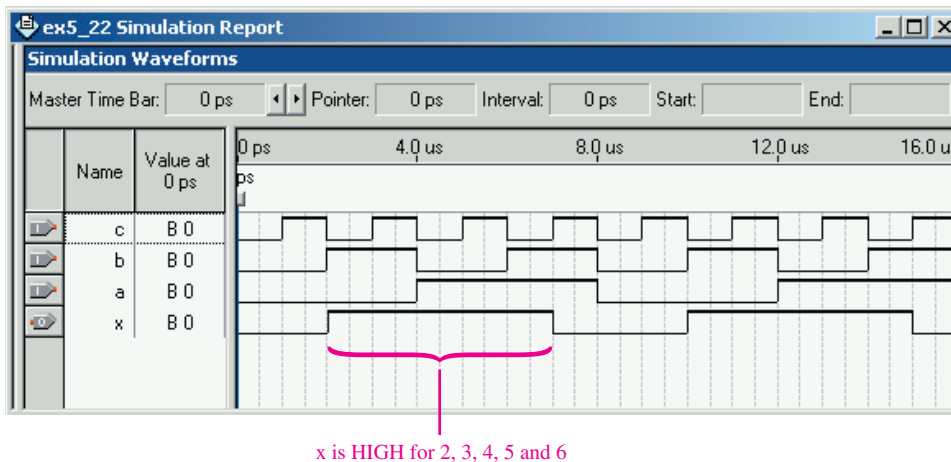 ex5_22 Simulation Report
Simulation Waveforms
Master Time Bar: 0 ps Pointer: 0 ps Interval: 0 ps Start: End:
Name Value at 0 ps
0 ps 4.0 us 8.0 us 12.0 us 16.0 u
ps
c B 0
b B 0
a B 0
x B 0
x is HIGH for 2, 3, 4, 5 and 6